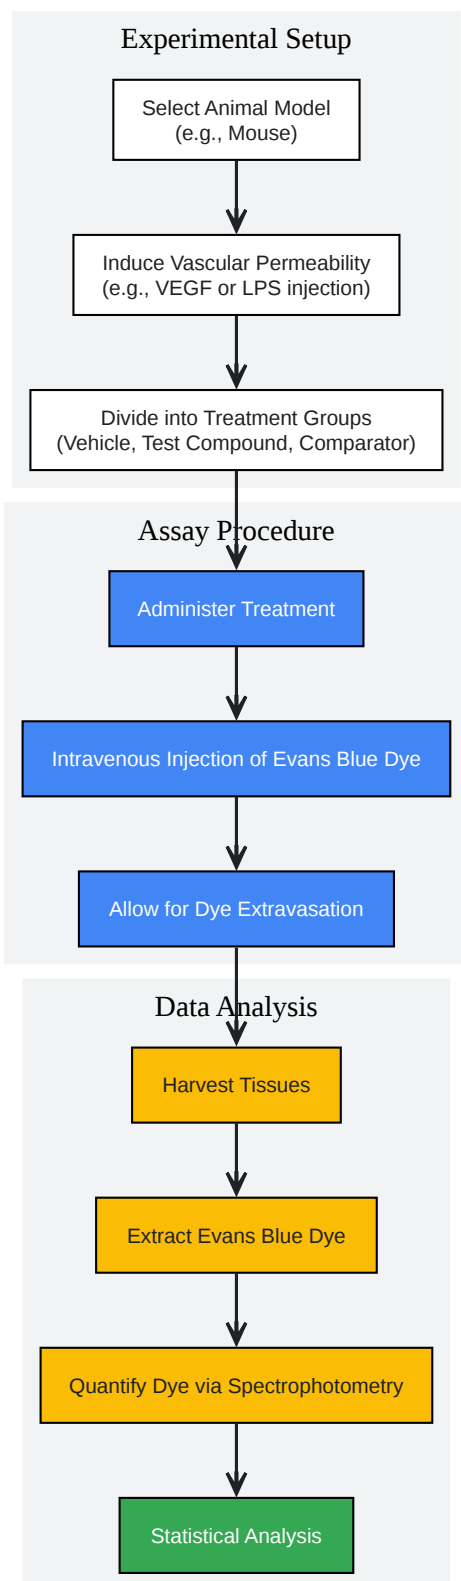 Experimental Setup
Select Animal Model
(e.g., Mouse)
Induce Vascular Permeability
(e.g., VEGF or LPS injection)
Divide into Treatment Groups
(Vehicle, Test Compound, Comparator)
Assay Procedure
Administer Treatment
Intravenous Injection of Evans Blue Dye
Allow for Dye Extravasation
Data Analysis
Harvest Tissues
Extract Evans Blue Dye
Quantify Dye via Spectrophotometry
Statistical Analysis